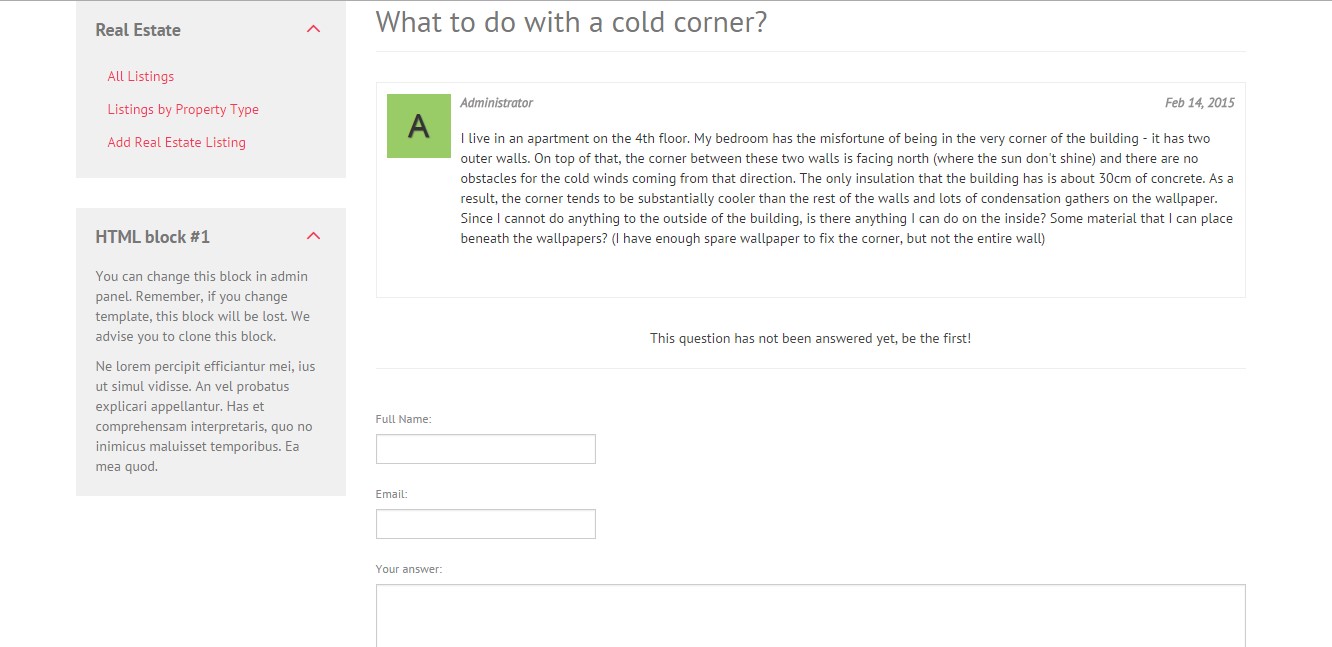 Real Estate
All Listings
Listings by Property Type
Add Real Estate Listing
HTML block #1
You can change this block in admin
panel. Remember, if you change
template, this block will be lost. We
advise you to clone this block.
Ne lorem percipit efficiantur mei, ius
ut simul vidisse. An vel probatus
explicari appellantur. Has et
comprehensam interpretaris, quo no
inimicus maluisset temporibus. Ea
mea quod.
What to do with a cold corner?
A
Administrator
Feb 14, 2015
I live in an apartment on the 4th floor. My bedroom has the misfortune of being in the very corner of the building - it has two
outer walls. On top of that, the corner between these two walls is facing north (where the sun don't shine) and there are no
obstacles for the cold winds coming from that direction. The only insulation that the building has is about 30cm of concrete. As a
result, the corner tends to be substantially cooler than the rest of the walls and lots of condensation gathers on the wallpaper.
Since I cannot do anything to the outside of the building, is there anything I can do on the inside? Some material that I can place
beneath the wallpapers? (I have enough spare wallpaper to fix the corner, but not the entire wall)
This question has not been answered yet, be the first!
Full Name:
Email:
Your answer: